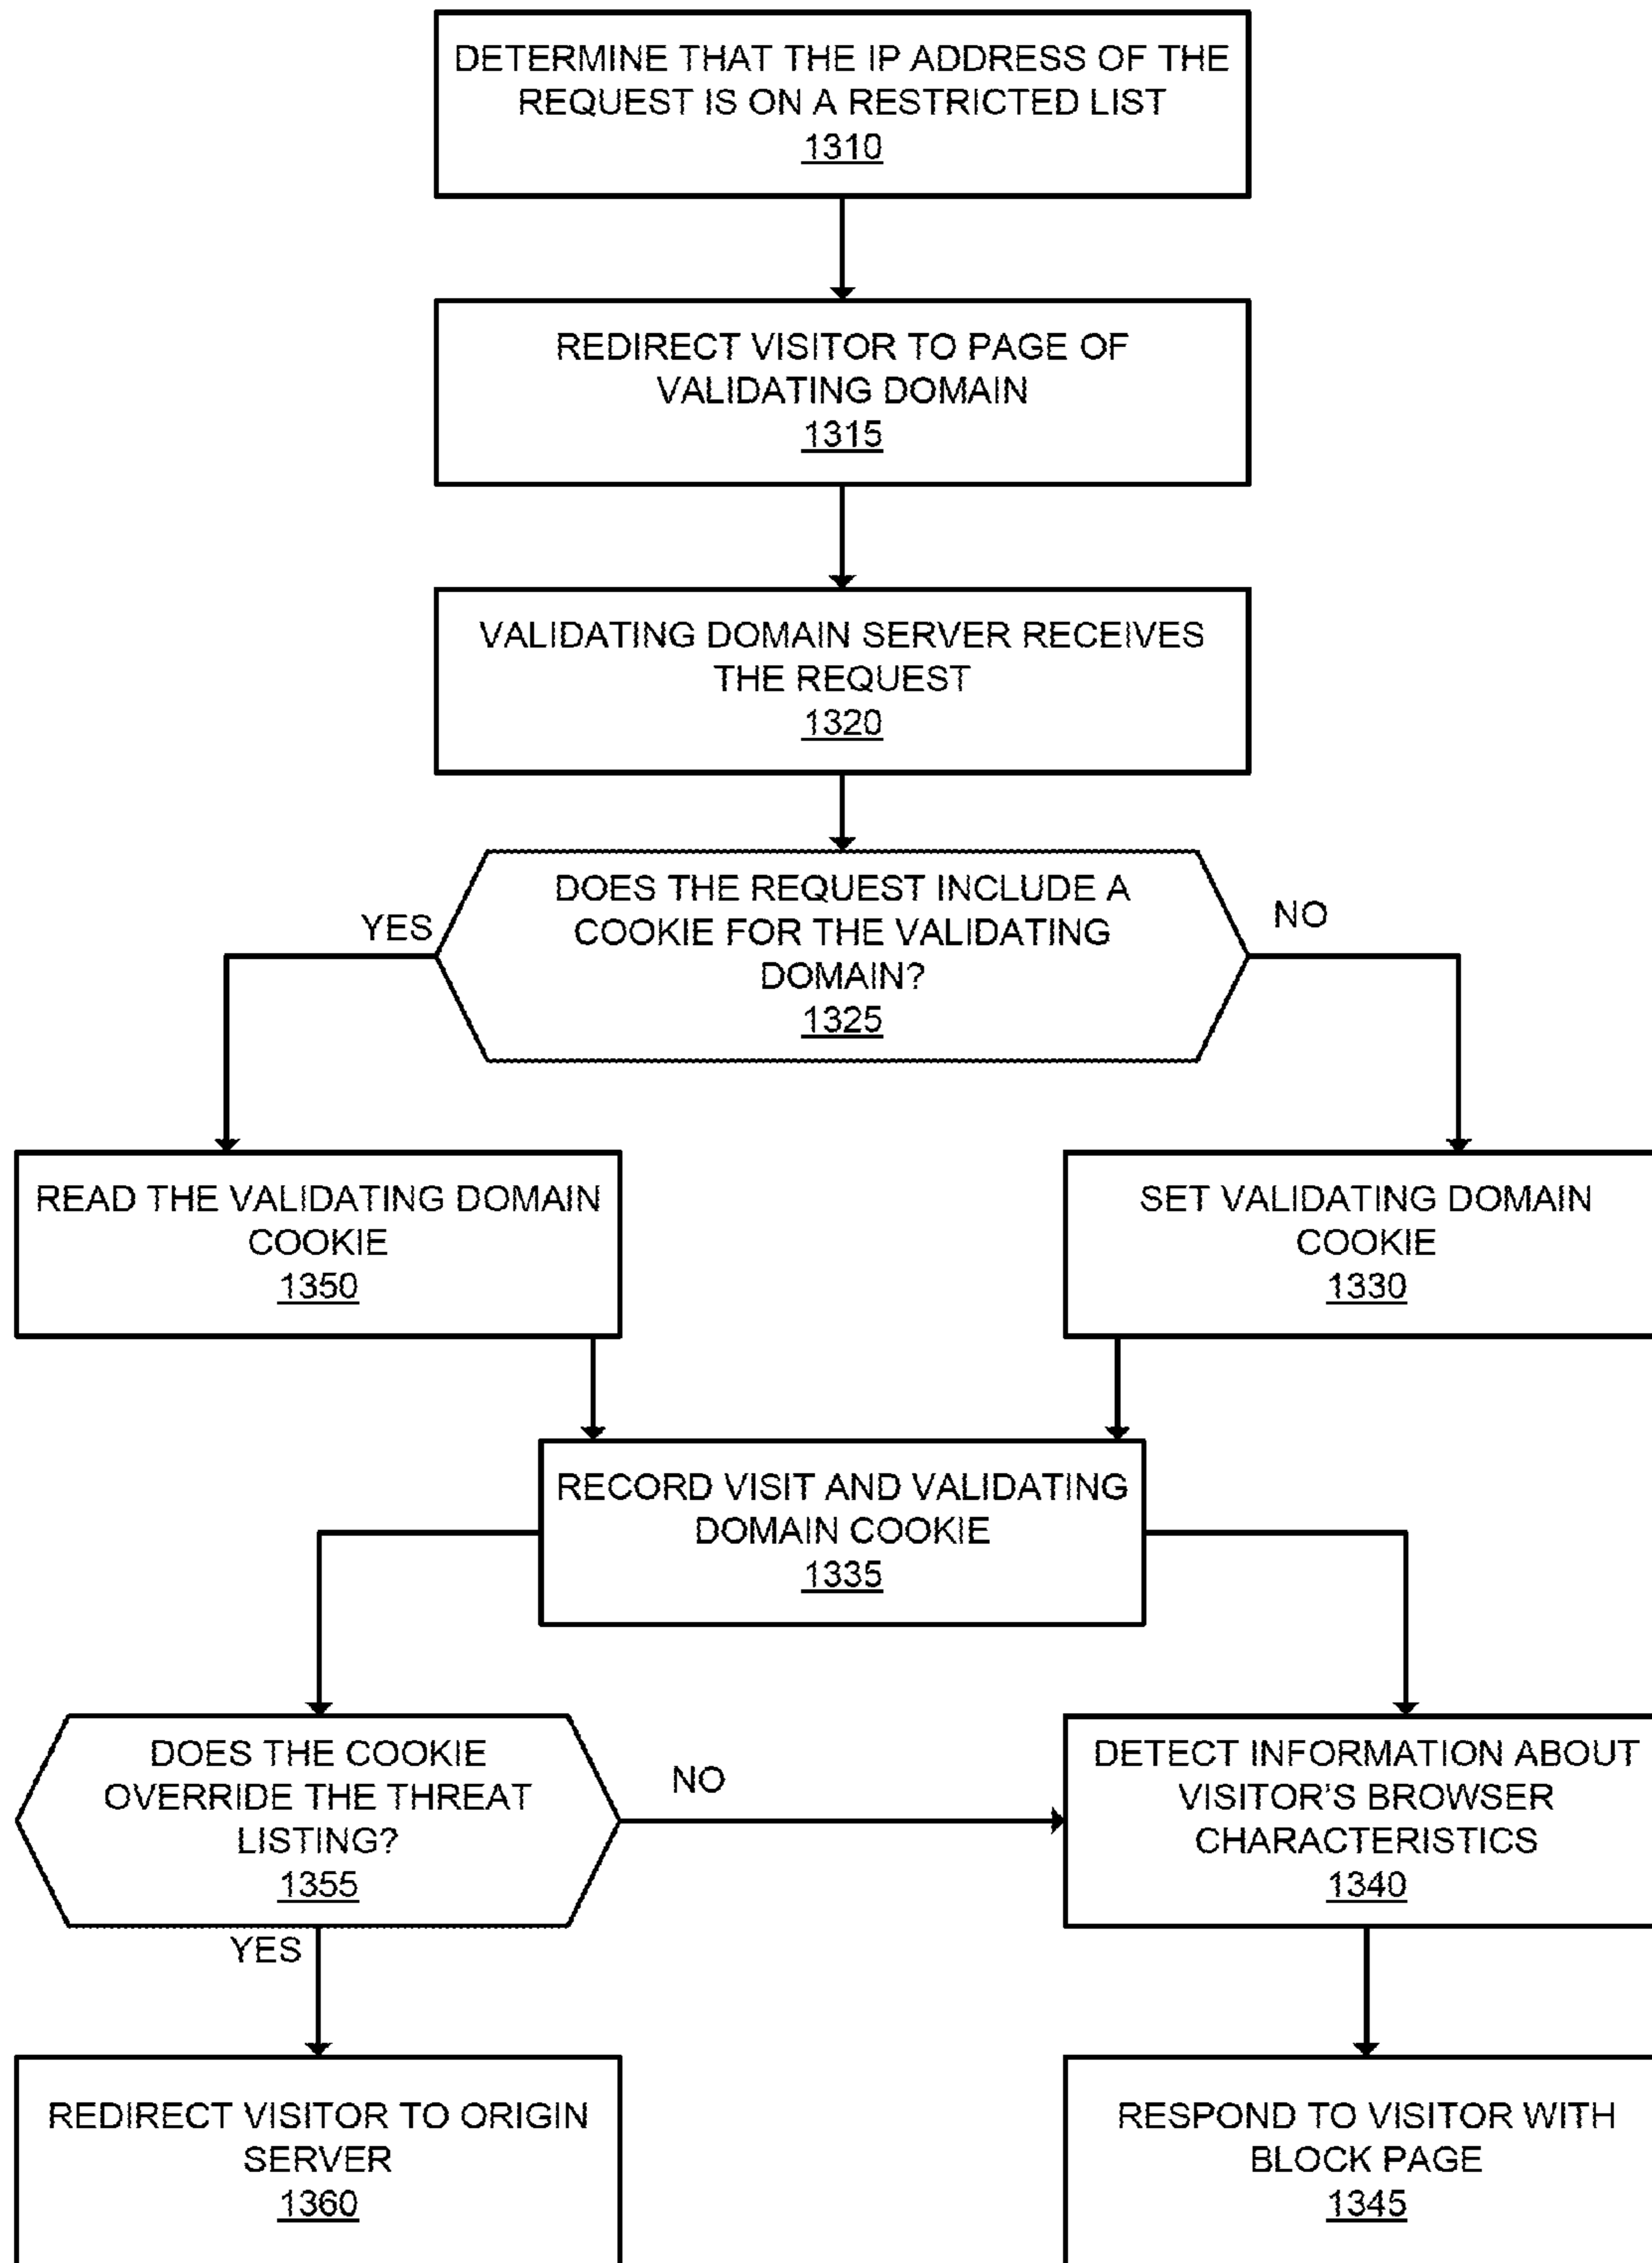 DETERMINE THAT THE IP ADDRESS OF THE
REQUEST IS ON A RESTRICTED LIST
1310
REDIRECT VISITOR TO PAGE OF
VALIDATING DOMAIN
1315
VALIDATING DOMAIN SERVER RECEIVES
THE REQUEST
1320
DOES THE REQUEST INCLUDE A
COOKIE FOR THE VALIDATING
DOMAIN?
1325
YES
NO
READ THE VALIDATING DOMAIN
COOKIE
1350
SET VALIDATING DOMAIN
COOKIE
1330
RECORD VISIT AND VALIDATING
DOMAIN COOKIE
1335
DOES THE COOKIE
OVERRIDE THE THREAT
LISTING?
1355
NO
YES
DETECT INFORMATION ABOUT
VISITOR'S BROWSER
CHARACTERISTICS
1340
REDIRECT VISITOR TO ORIGIN
SERVER
1360
RESPOND TO VISITOR WITH
BLOCK PAGE
1345